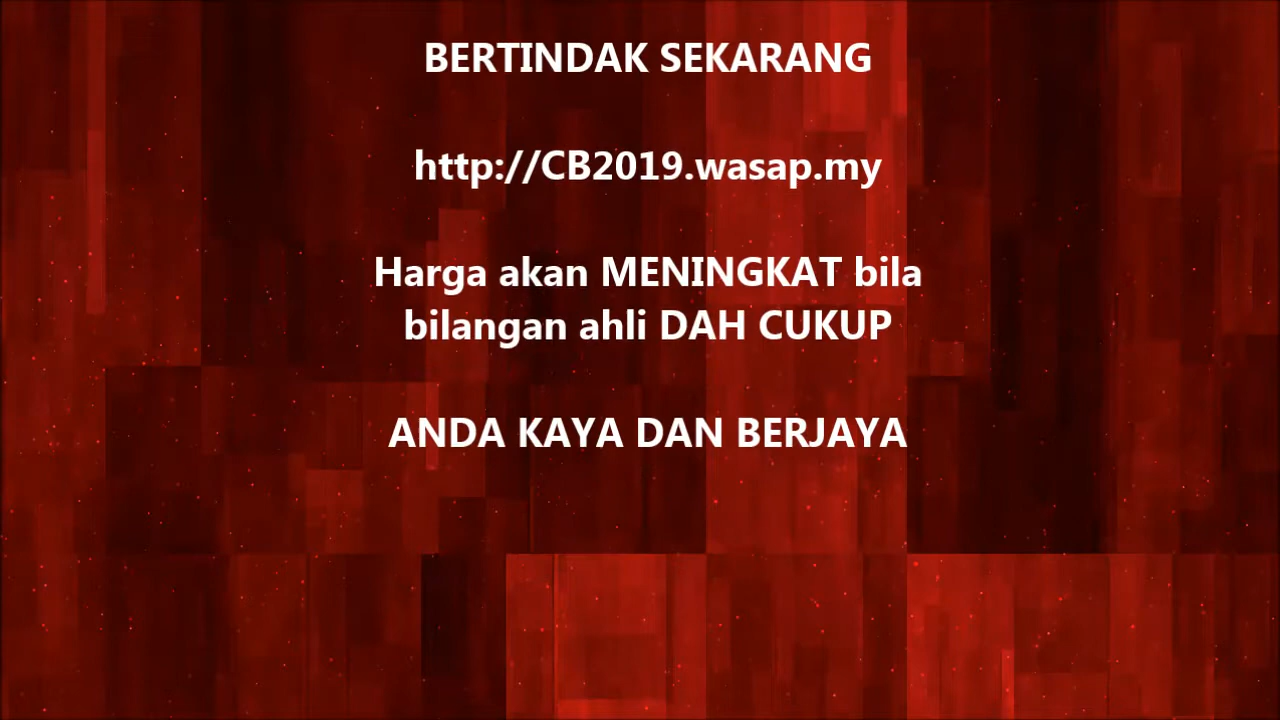 BERTINDAK SEKARANG
http://CB2019.wasap.my
Harga akan MENINGKAT bila
bilangan ahli DAH CUKUP
ANDA KAYA DAN BERJAYA